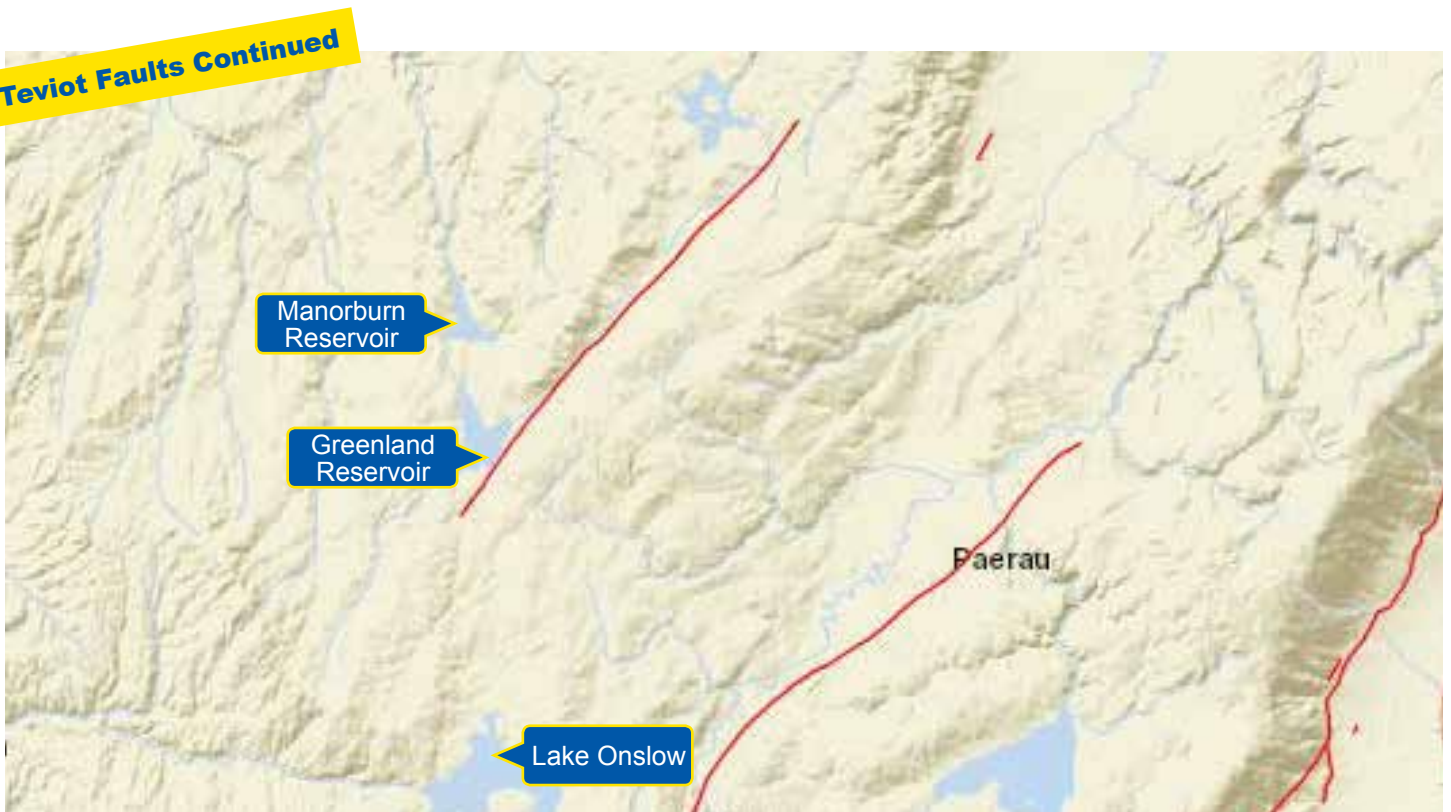 Teviot Faults Continued
Manorburn
Reservoir
Greenland
Reservoir
Paerau
Lake Onslow